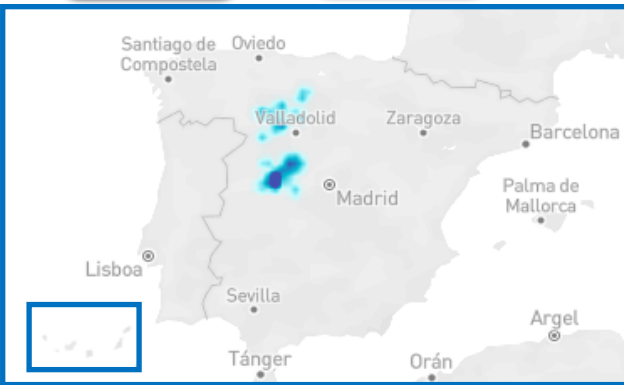 Santiago de
Compostela
Oviedo
Valladolid
Zaragoza
Barcelona
Madrid
Palma de
Mallorca
Lisboa
Sevilla
Argel
Tánger
Orán